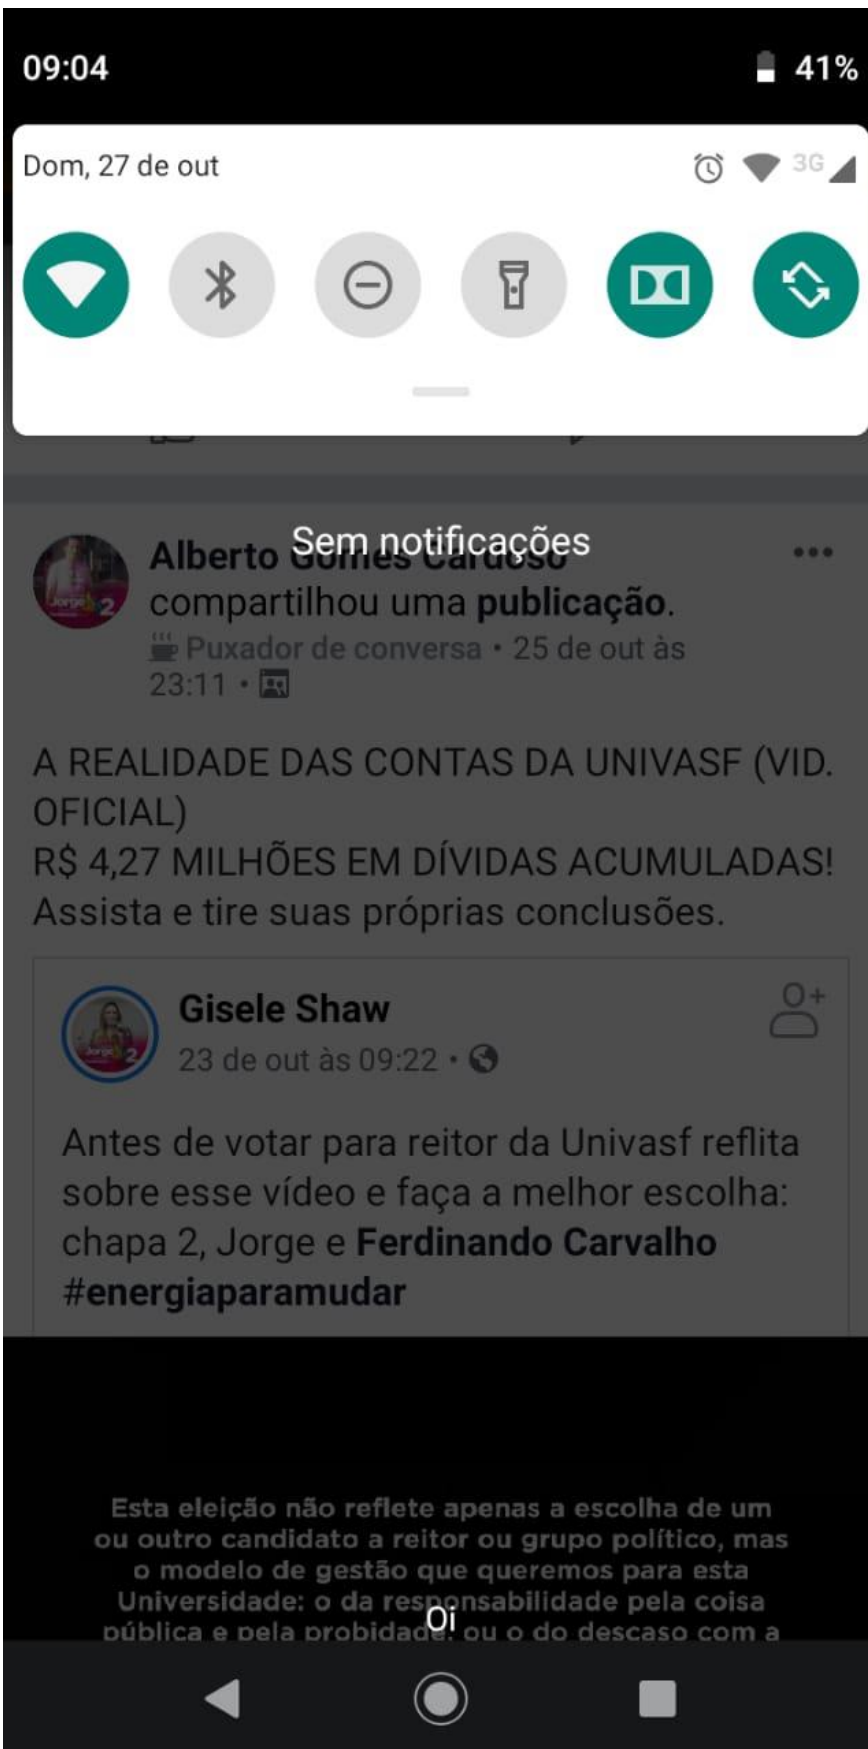 09:04
41%
Dom, 27 de out
3G
Sem notificações
Alberto Gomes Cardoso
compartilhou uma publicação.
Puxador de conversa • 25 de out às
23:11 •
A REALIDADE DAS CONTAS DA UNIVASF (VID.
OFICIAL)
R$ 4,27 MILHÕES EM DÍVIDAS ACUMULADAS!
Assista e tire suas próprias conclusões.
Gisele Shaw
23 de out às 09:22 •
Antes de votar para reitor da Univasf reflita
sobre esse vídeo e faça a melhor escolha:
chapa 2, Jorge e Ferdinando Carvalho
#energiaparamudar
Esta eleição não reflete apenas a escolha de um
ou outro candidato a reitor ou grupo político, mas
o modelo de gestão que queremos para esta
Universidade: o da responsabilidade pela coisa
pública e pela probidade, ou o do descaso com a
Oi